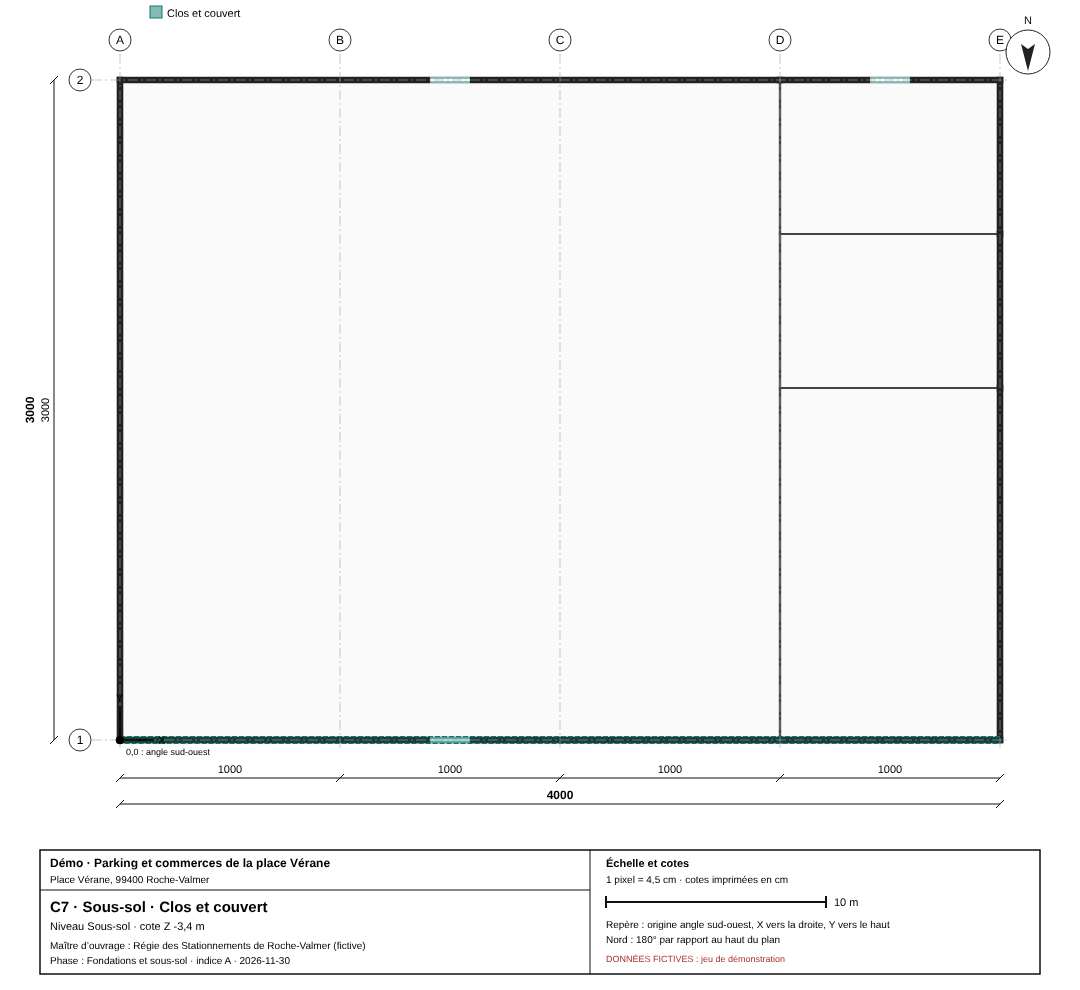 Clos et couvert
N
A
B
C
D
E
2
3000
3000
1
0,0 : angle sud-ouest
1000
1000
1000
1000
4000
Démo · Parking et commerces de la place Vérane
Place Vérane, 99400 Roche-Valmer
C7 · Sous-sol · Clos et couvert
Niveau Sous-sol · cote Z -3,4 m
Maître d’ouvrage : Régie des Stationnements de Roche-Valmer (fictive)
Phase : Fondations et sous-sol · indice A · 2026-11-30
Échelle et cotes
1 pixel = 4,5 cm · cotes imprimées en cm
10 m
Repère : origine angle sud-ouest, X vers la droite, Y vers le haut
Nord : 180° par rapport au haut du plan
DONNÉES FICTIVES : jeu de démonstration